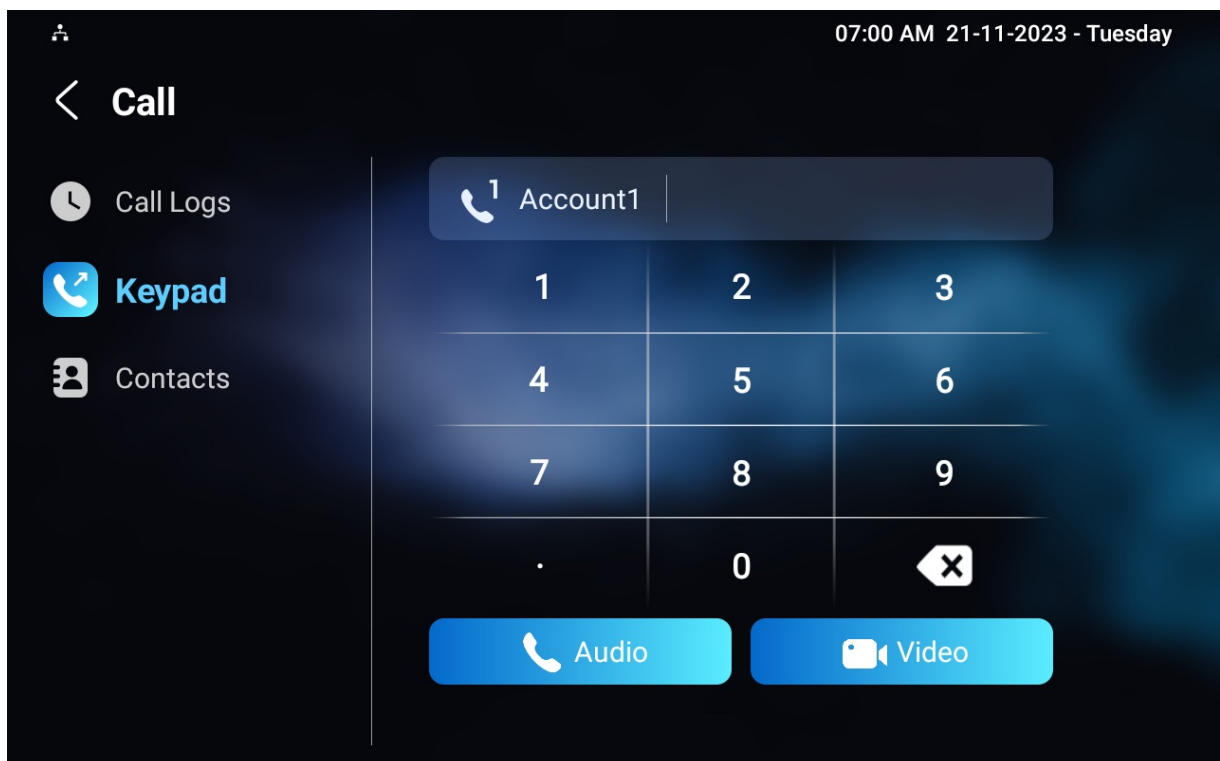 07:00 AM 21-11-2023 - Tuesday
Call
Call Logs
Keypad
Contacts
1 Account1
1 2 3
4 5 6
7 8 9
. 0
Audio Video